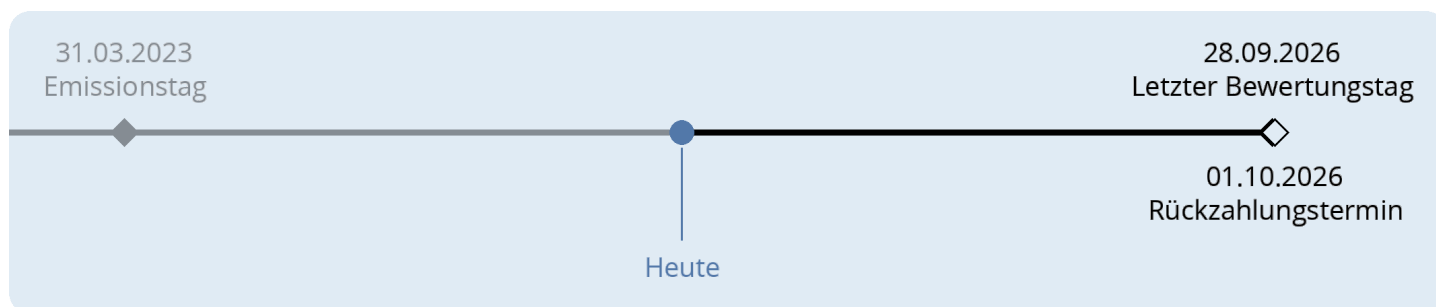 31.03.2023
Emissionstag
28.09.2026
Letzter Bewertungstag
01.10.2026
Rückzahlungstermin
Heute